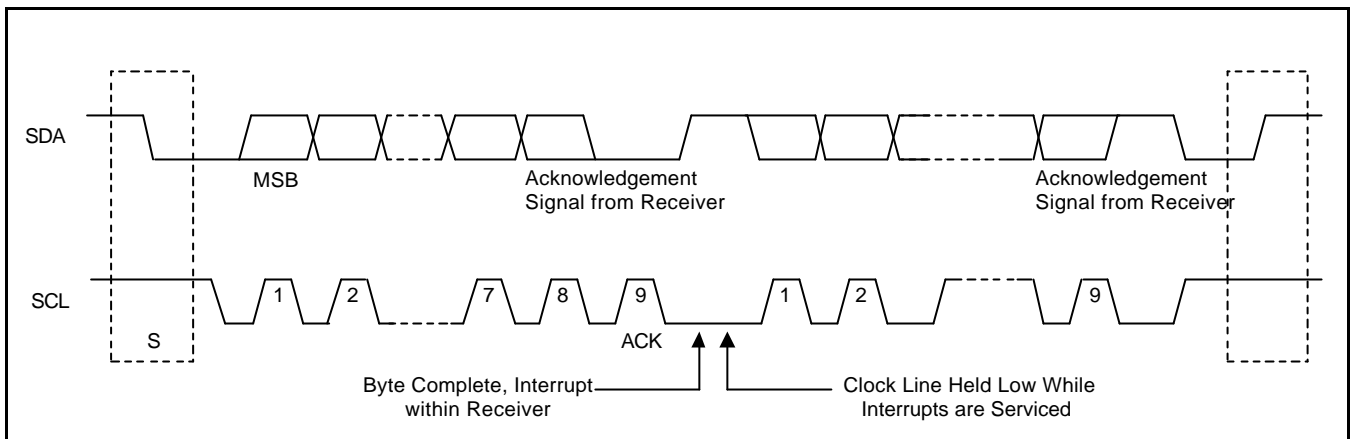 SDA
MSB
Acknowledgement
Signal from Receiver
Acknowledgement
Signal from Receiver
SCL
1
2
7
8
9
1
2
9
S
ACK
Byte Complete, Interrupt
within Receiver
Clock Line Held Low While
Interrupts are Serviced